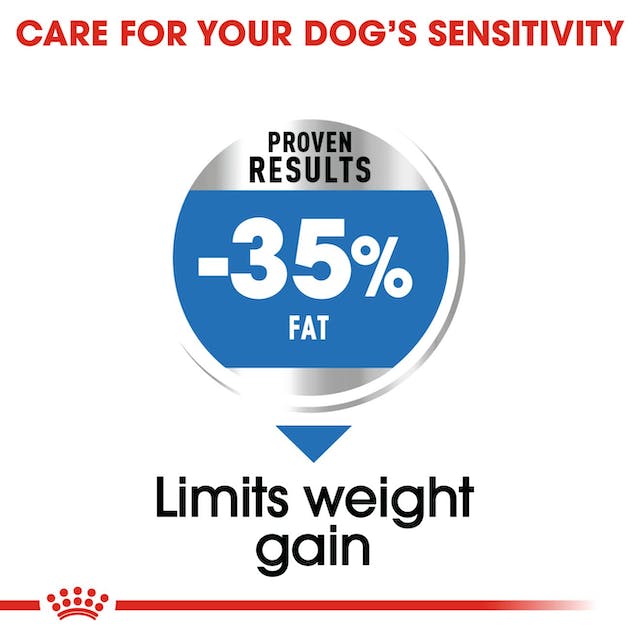 CARE FOR YOUR DOG'S SENSITIVITY
PROVEN
RESULTS
-35%
FAT
Limits weight
gain